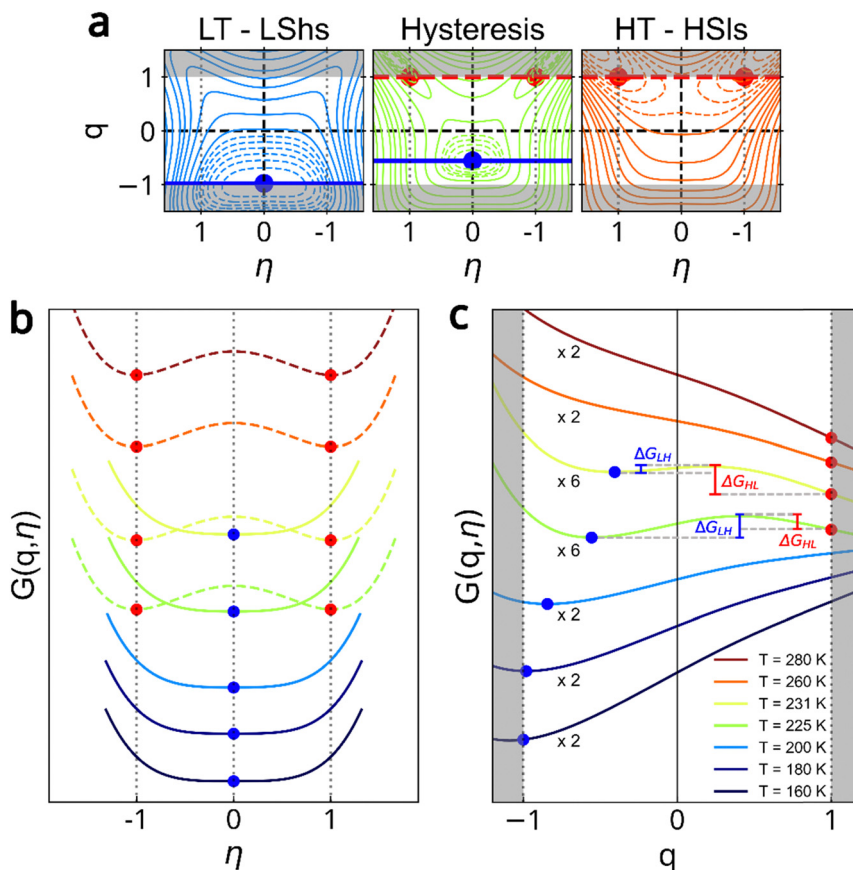 a
LT - LShs Hysteresis HT - HSls
q
1
0
−1
1 0 -1 1 0 -1 1 0 -1
η η η
b
G(q,η)
-1 0 1
η
c
G(q,η)
x 2
x 2
ΔG_LH
ΔG_HL
x 6
ΔG_LH
ΔG_HL
x 6
x 2
x 2
x 2
T = 280 K
T = 260 K
T = 231 K
T = 225 K
T = 200 K
T = 180 K
T = 160 K
−1 0 1
q